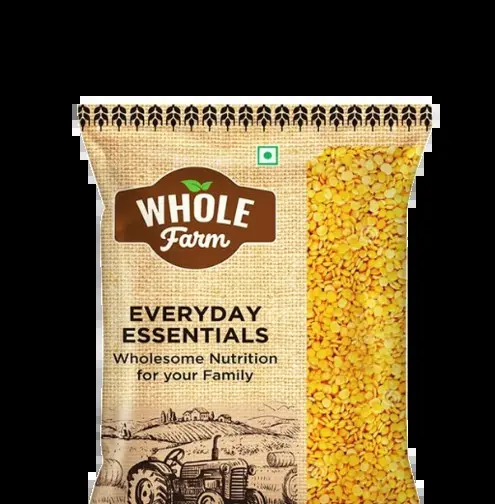 WHOLE
Farm
EVERYDAY
ESSENTIALS
Wholesome Nutrition
for your Family